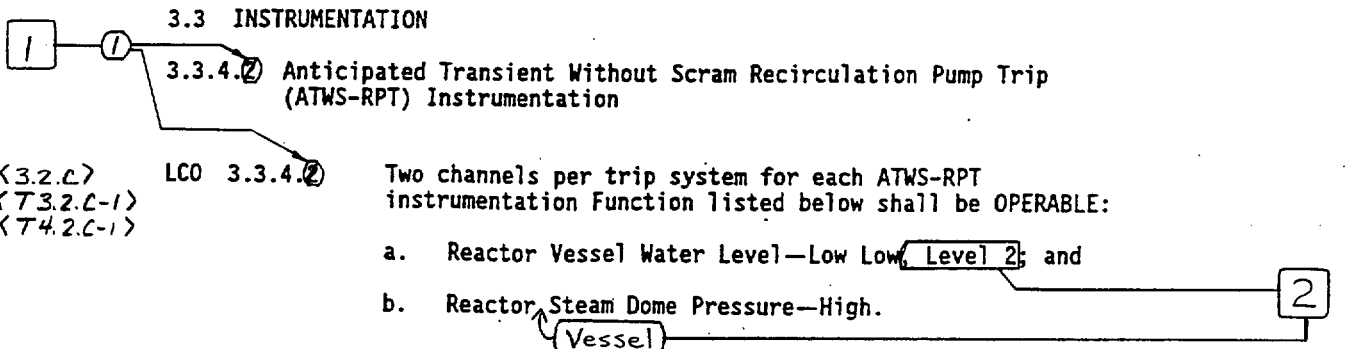 3.3 INSTRUMENTATION
1 1
3.3.4.2 Anticipated Transient Without Scram Recirculation Pump Trip
(ATWS-RPT) Instrumentation
<3.2.C> LCO 3.3.4.2 Two channels per trip system for each ATWS-RPT
<T3.2.C-1> instrumentation Function listed below shall be OPERABLE:
<T4.2.C-1>
a. Reactor Vessel Water Level—Low Low, Level 2; and
2
b. Reactor Steam Dome Pressure—High.
Vessel